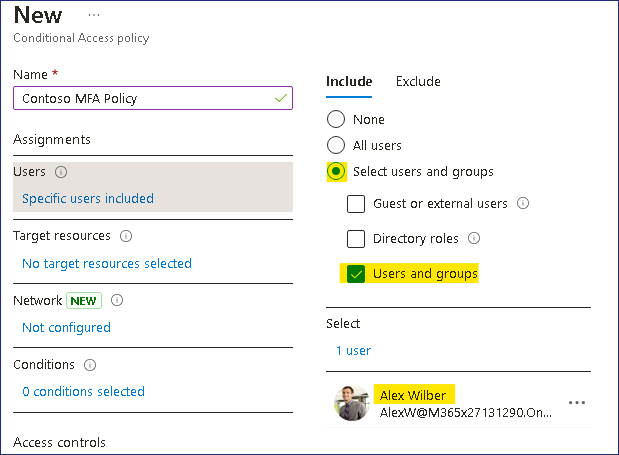 New ...
Conditional Access policy
Name *
Contoso MFA Policy
Assignments
Users
Specific users included
Target resources
No target resources selected
Network NEW
Not configured
Conditions
0 conditions selected
Access controls
Include Exclude
None
All users
Select users and groups
Guest or external users
Directory roles
Users and groups
Select
1 user
Alex Wilber
AlexW@M365x27131290.On...